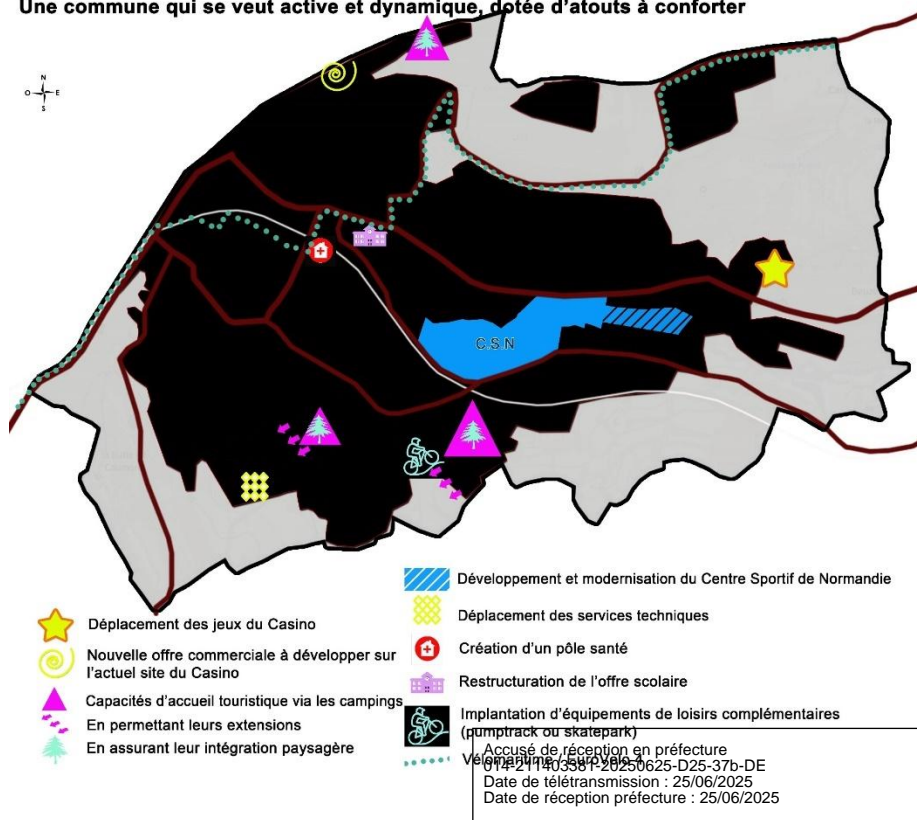 Une commune qui se veut active et dynamique, dotée d'atouts à conforter
N
O E
S
C.S.N
Développement et modernisation du Centre Sportif de Normandie
Déplacement des jeux du Casino
Déplacement des services techniques
Nouvelle offre commerciale à développer sur
l'actuel site du Casino
Création d'un pôle santé
Capacités d'accueil touristique via les campings
Restructuration de l'offre scolaire
En permettant leurs extensions
Implantation d'équipements de loisirs complémentaires
(pumptrack ou skatepark)
En assurant leur intégration paysagère
Vélomaritime / EuroVelo 4
Accusé de réception en préfecture
014-211403381-20250625-D25-37b-DE
Date de télétransmission : 25/06/2025
Date de réception préfecture : 25/06/2025